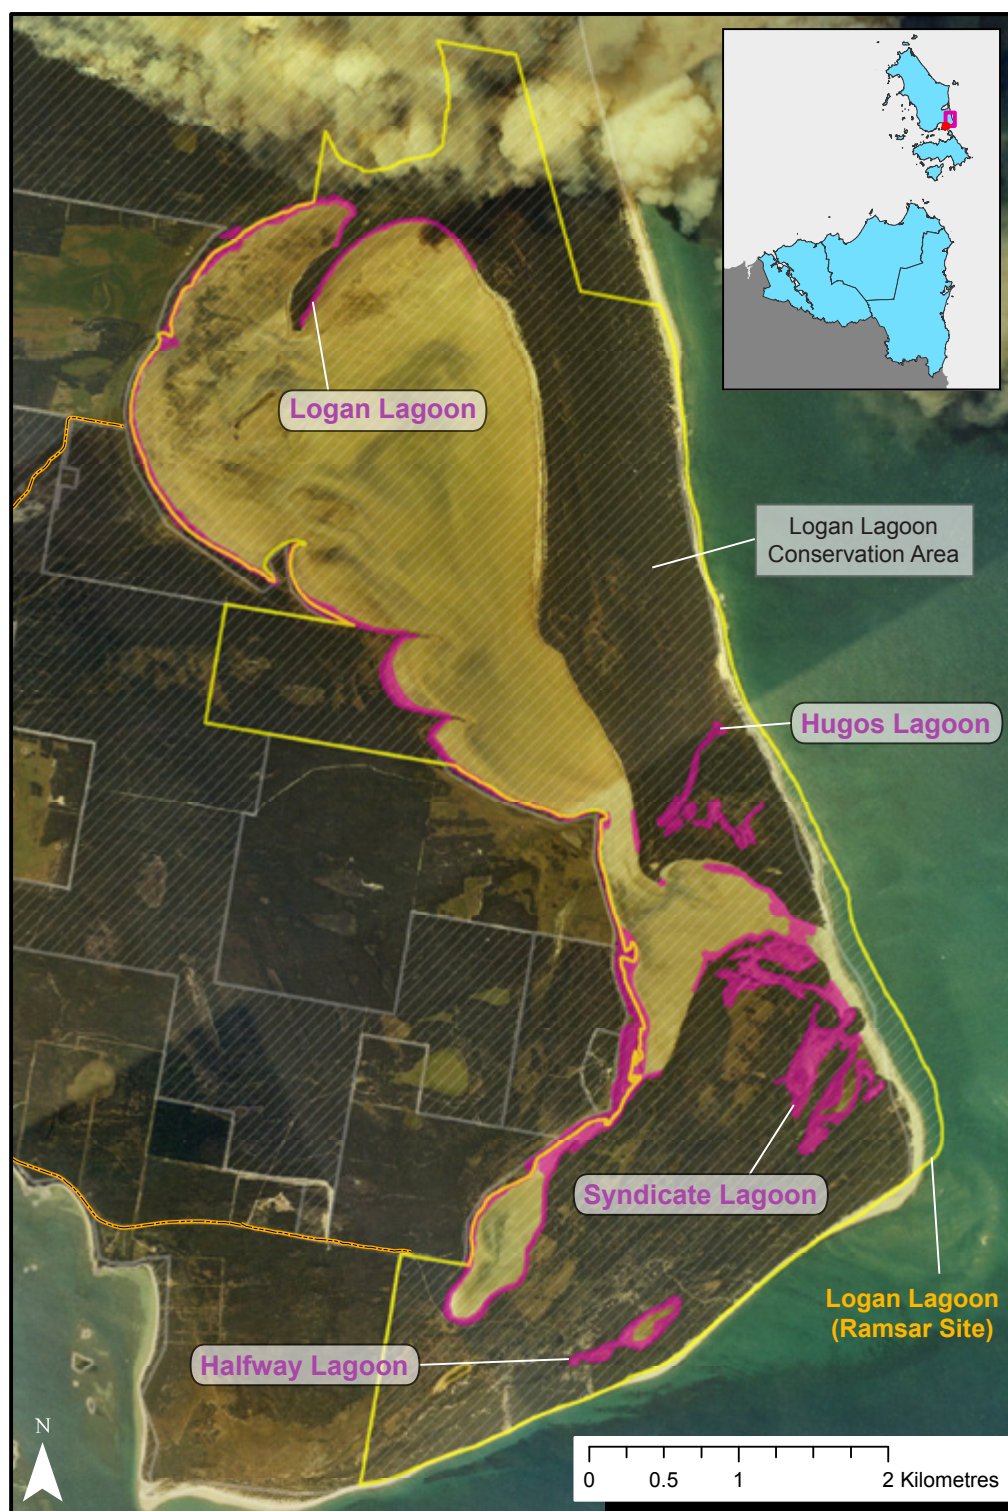 Logan Lagoon
Logan Lagoon
Conservation Area
Hugos Lagoon
Syndicate Lagoon
Logan Lagoon
(Ramsar Site)
Halfway Lagoon
N
0 0.5 1 2 Kilometres